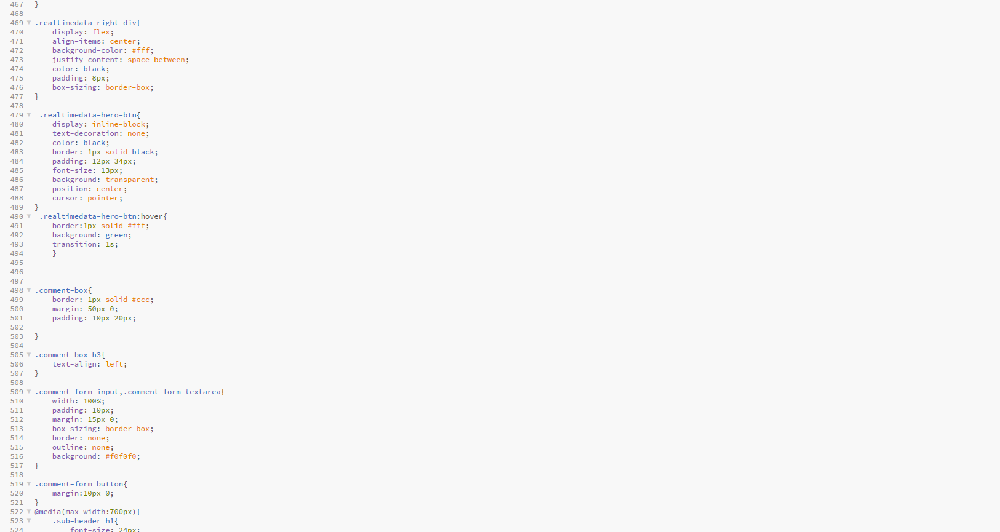 467 }
468
469 .realtimedata-right div{
470     display: flex;
471     align-items: center;
472     background-color: #fff;
473     justify-content: space-between;
474     color: black;
475     padding: 8px;
476     box-sizing: border-box;
477 }
478
479  .realtimedata-hero-btn{
480     display: inline-block;
481     text-decoration: none;
482     color: black;
483     border: 1px solid black;
484     padding: 12px 34px;
485     font-size: 13px;
486     background: transparent;
487     position: center;
488     cursor: pointer;
489 }
490  .realtimedata-hero-btn:hover{
491     border:1px solid #fff;
492     background: green;
493     transition: 1s;
494     }
495
496
497
498 .comment-box{
499     border: 1px solid #ccc;
500     margin: 50px 0;
501     padding: 10px 20px;
502
503 }
504
505 .comment-box h3{
506     text-align: left;
507 }
508
509 .comment-form input,.comment-form textarea{
510     width: 100%;
511     padding: 10px;
512     margin: 15px 0;
513     box-sizing: border-box;
514     border: none;
515     outline: none;
516     background: #f0f0f0;
517 }
518
519 .comment-form button{
520     margin:10px 0;
521 }
522 @media(max-width:700px){
523     .sub-header h1{
524         font-size: 24px;